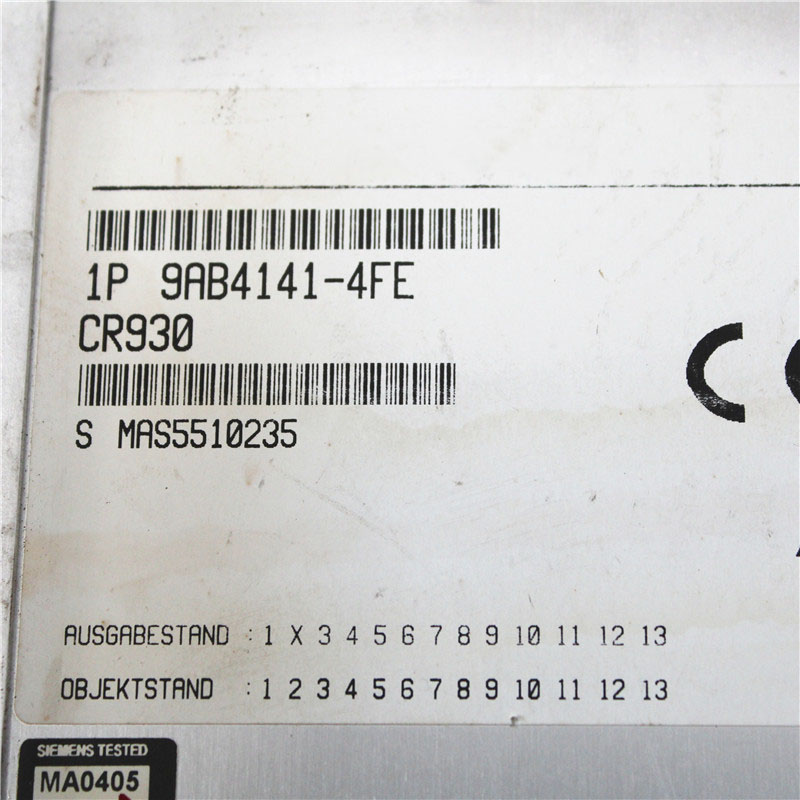 1P 9AB4141-4FE
CR930
S MAS5510235
AUSGABESTAND : 1 X 3 4 5 6 7 8 9 10 11 12 13
OBJEKTSTAND : 1 2 3 4 5 6 7 8 9 10 11 12 13
SIEMENS TESTED
MA0405